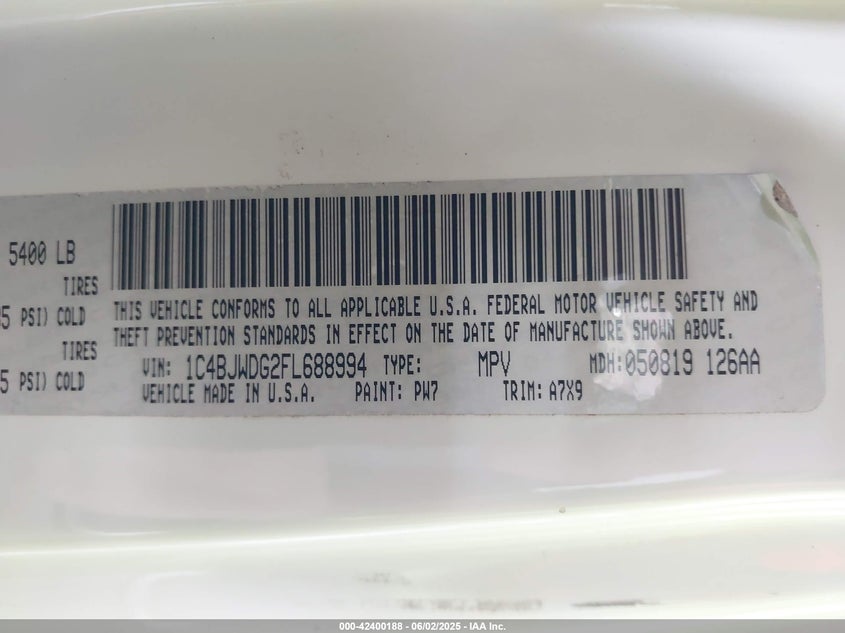 5400 LB
TIRES
5 PSI) COLD
TIRES
5 PSI) COLD
THIS VEHICLE CONFORMS TO ALL APPLICABLE U.S.A. FEDERAL MOTOR VEHICLE SAFETY AND
THEFT PREVENTION STANDARDS IN EFFECT ON THE DATE OF MANUFACTURE SHOWN ABOVE.
VIN: 1C4BJWDG2FL688994 TYPE: MPV MDH:050819 126AA
VEHICLE MADE IN U.S.A. PAINT: PW7 TRIM: A7X9
000-42400188 - 06/02/2025 - IAA Inc.